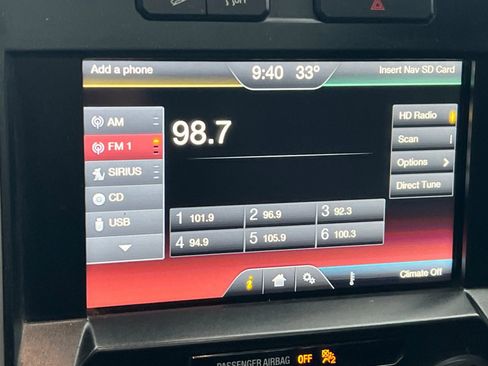 Add a phone
9:40 33°
Insert Nav SD Card
AM
FM 1
SIRIUS
CD
USB
98.7
HD Radio
Scan
Options
Direct Tune
1 101.9 2 96.9 3 92.3
4 94.9 5 105.9 6 100.3
Climate Off
PASSENGER AIRBAG OFF